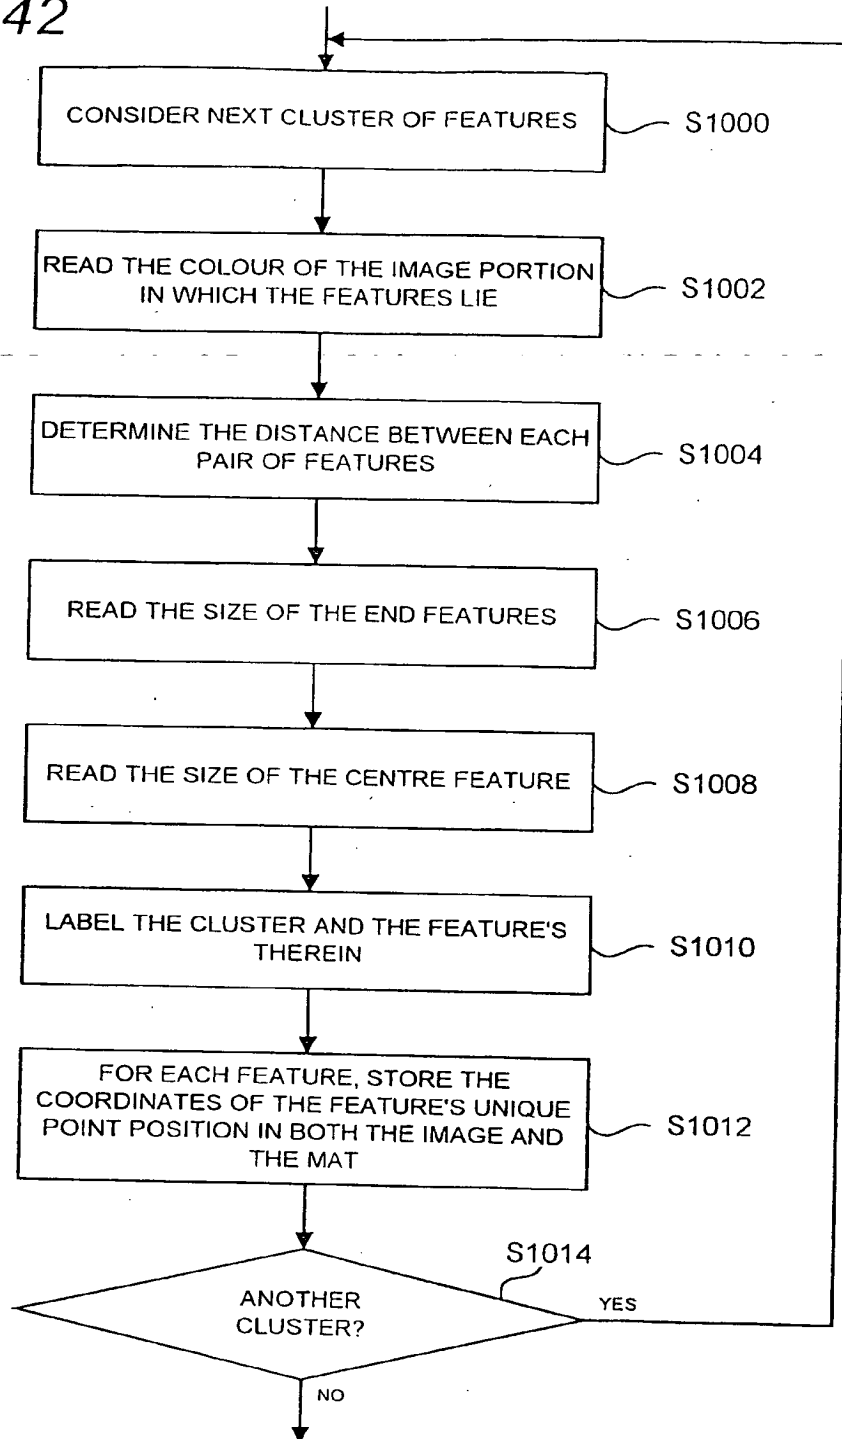 42
CONSIDER NEXT CLUSTER OF FEATURES
S1000
READ THE COLOUR OF THE IMAGE PORTION
IN WHICH THE FEATURES LIE
S1002
DETERMINE THE DISTANCE BETWEEN EACH
PAIR OF FEATURES
S1004
READ THE SIZE OF THE END FEATURES
S1006
READ THE SIZE OF THE CENTRE FEATURE
S1008
LABEL THE CLUSTER AND THE FEATURE'S
THEREIN
S1010
FOR EACH FEATURE, STORE THE
COORDINATES OF THE FEATURE'S UNIQUE
POINT POSITION IN BOTH THE IMAGE AND
THE MAT
S1012
S1014
ANOTHER
CLUSTER?
YES
NO